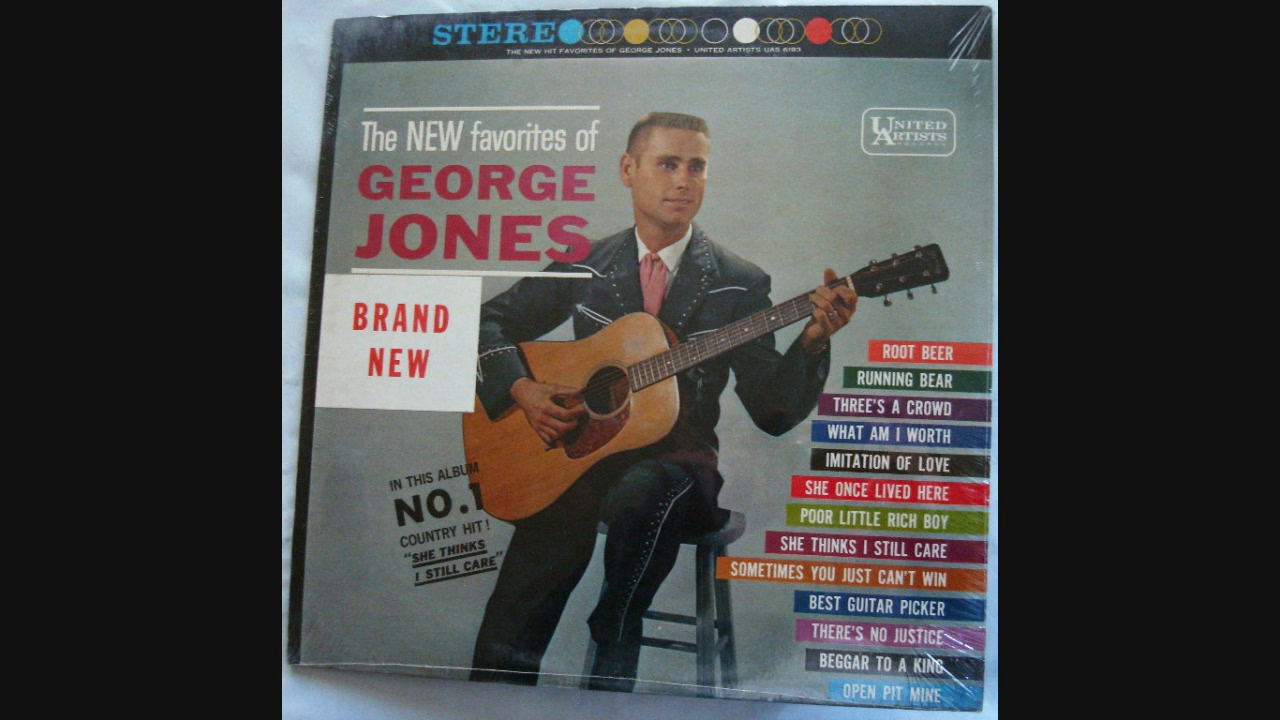 STEREO
THE NEW HIT FAVORITES OF GEORGE JONES • UNITED ARTISTS UAS 6193
The NEW favorites of
GEORGE
JONES
UNITED
ARTISTS
RECORDS
BRAND
NEW
IN THIS ALBUM
NO.1
COUNTRY HIT!
"SHE THINKS
I STILL CARE"
ROOT BEER
RUNNING BEAR
THREE'S A CROWD
WHAT AM I WORTH
IMITATION OF LOVE
SHE ONCE LIVED HERE
POOR LITTLE RICH BOY
SHE THINKS I STILL CARE
SOMETIMES YOU JUST CAN'T WIN
BEST GUITAR PICKER
THERE'S NO JUSTICE
BEGGAR TO A KING
OPEN PIT MINE